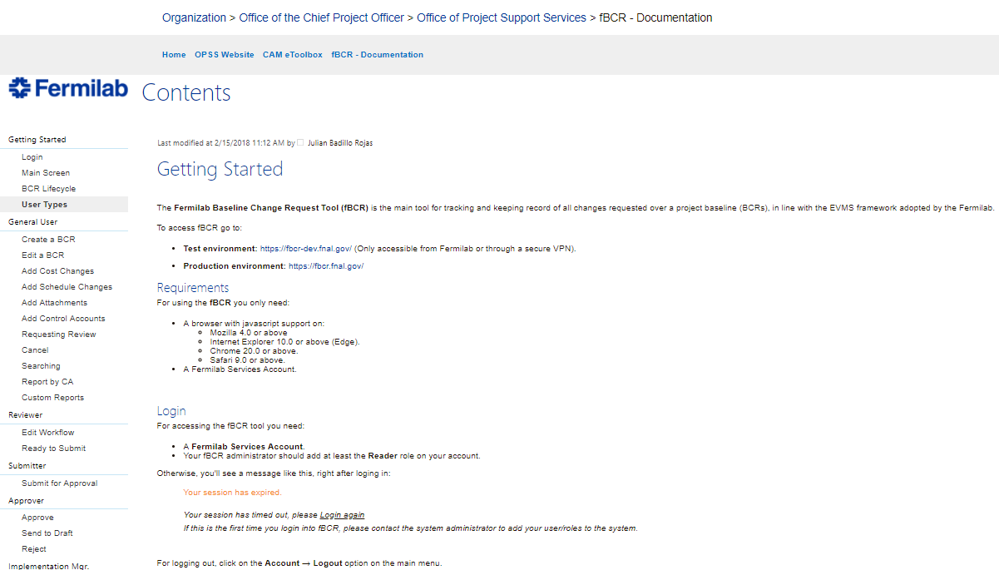 Organization > Office of the Chief Project Officer > Office of Project Support Services > fBCR - Documentation
Home OPSS Website CAM eToolbox fBCR - Documentation
Fermilab
Contents
Getting Started
Login
Main Screen
BCR Lifecycle
User Types
General User
Create a BCR
Edit a BCR
Add Cost Changes
Add Schedule Changes
Add Attachments
Add Control Accounts
Requesting Review
Cancel
Searching
Report by CA
Custom Reports
Reviewer
Edit Workflow
Ready to Submit
Submitter
Submit for Approval
Approver
Approve
Send to Draft
Reject
Implementation Mgr.
Last modified at 2/15/2018 11:12 AM by Julian Badillo Rojas
Getting Started
The Fermilab Baseline Change Request Tool (fBCR) is the main tool for tracking and keeping record of all changes requested over a project baseline (BCRs), in line with the EVMS framework adopted by the Fermilab.
To access fBCR go to:
• Test environment: https://fbcr-dev.fnal.gov/ (Only accessible from Fermilab or through a secure VPN).
• Production environment: https://fbcr.fnal.gov/
Requirements
For using the fBCR you only need:
• A browser with javascript support on:
Mozilla 4.0 or above
Internet Explorer 10.0 or above (Edge).
Chrome 20.0 or above.
Safari 9.0 or above.
• A Fermilab Services Account.
Login
For accessing the fBCR tool you need:
• A Fermilab Services Account.
• Your fBCR administrator should add at least the Reader role on your account.
Otherwise, you'll see a message like this, right after loging in:
Your session has expired.
Your session has timed out, please Login again
If this is the first time you login into fBCR, please contact the system administrator to add your user/roles to the system.
For logging out, click on the Account → Logout option on the main menu.